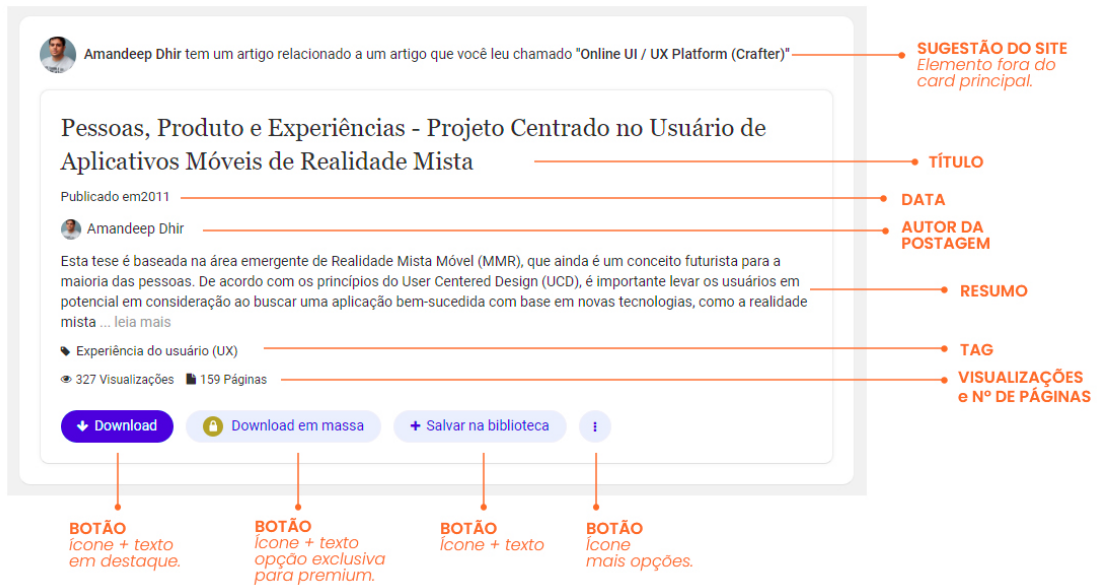 Amandeep Dhir tem um artigo relacionado a um artigo que você leu chamado "Online UI / UX Platform (Crafter)"
SUGESTÃO DO SITE
Elemento fora do
card principal.
Pessoas, Produto e Experiências - Projeto Centrado no Usuário de
Aplicativos Móveis de Realidade Mista
TÍTULO
Publicado em2011
DATA
Amandeep Dhir
AUTOR DA
POSTAGEM
Esta tese é baseada na área emergente de Realidade Mista Móvel (MMR), que ainda é um conceito futurista para a
maioria das pessoas. De acordo com os princípios do User Centered Design (UCD), é importante levar os usuários em
potencial em consideração ao buscar uma aplicação bem-sucedida com base em novas tecnologias, como a realidade
mista ... leia mais
RESUMO
Experiência do usuário (UX)
TAG
327 Visualizações 159 Páginas
VISUALIZAÇÕES
e Nº DE PÁGINAS
Download
Download em massa
+ Salvar na biblioteca
BOTÃO
Ícone + texto
em destaque.
BOTÃO
Ícone + texto
opção exclusiva
para premium.
BOTÃO
Ícone + texto
BOTÃO
Ícone
mais opções.